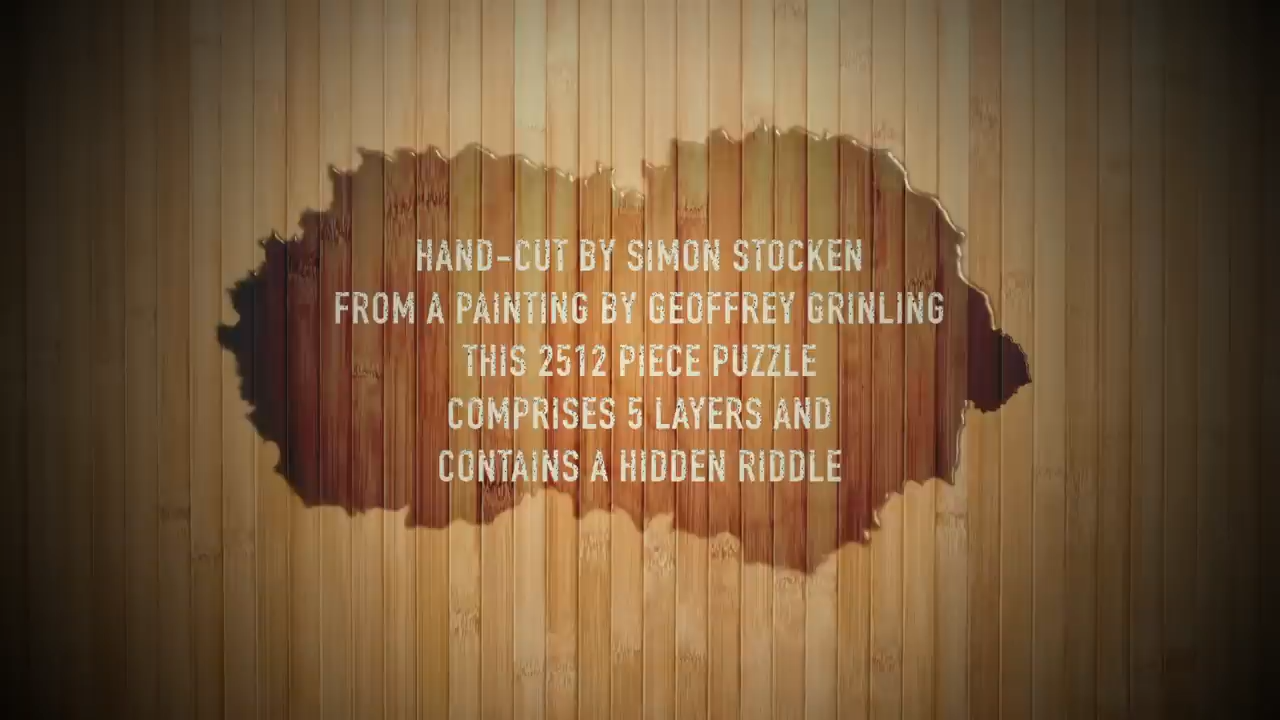 HAND-CUT BY SIMON STOCKEN
FROM A PAINTING BY GEOFFREY GRINLING
THIS 2512 PIECE PUZZLE
COMPRISES 5 LAYERS AND
CONTAINS A HIDDEN RIDDLE